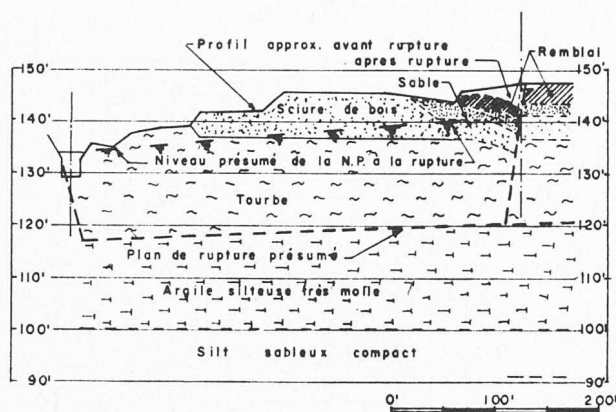 Profil approx. avant rupture
après rupture
Remblai
Sable
150'
150'
Sciure de bois
140'
140'
Niveau présumé de la N.P. à la rupture
130'
130'
Tourbe
120'
120'
Plan de rupture présumé
110'
110'
Argile silteuse très molle
100'
100'
Silt sableux compact
90'
90'
0' 100' 200'